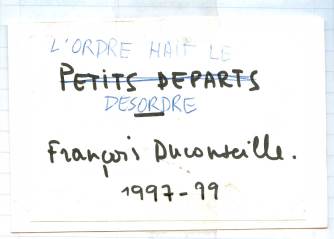 L'ORDRE HAIT LE
PETITS DEPARTS
DESORDRE
François Duconseille.
1997-99